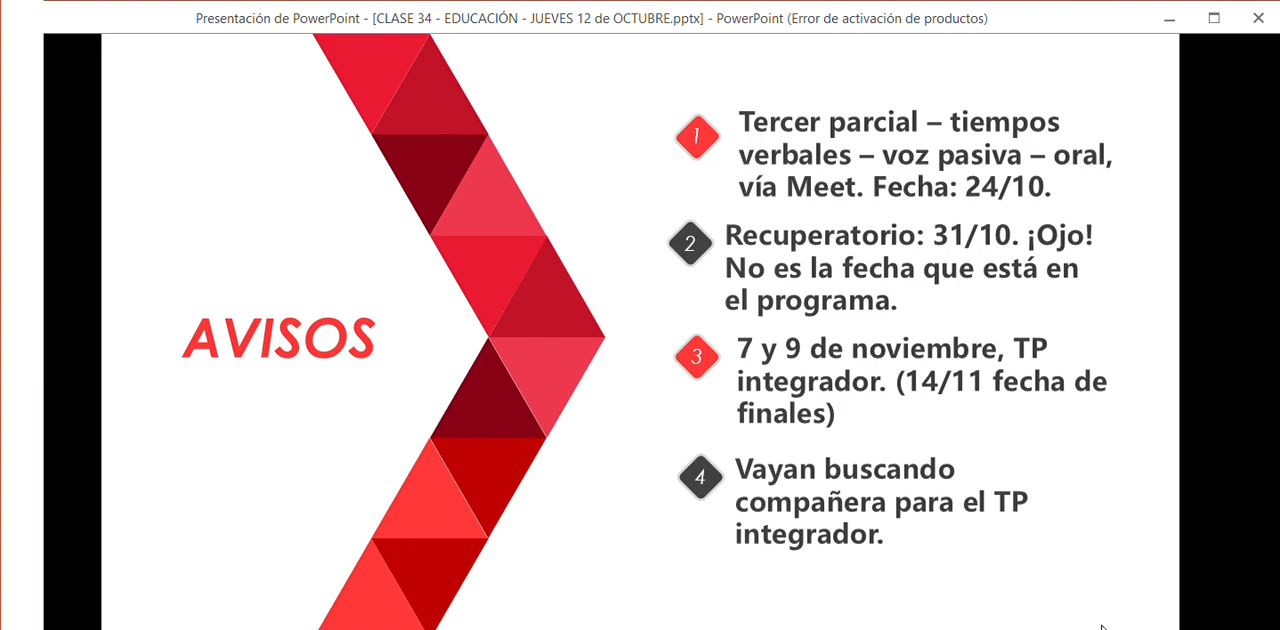 Presentación de PowerPoint - [CLASE 34 - EDUCACIÓN - JUEVES 12 de OCTUBRE.pptx] - PowerPoint (Error de activación de productos)
AVISOS
1
Tercer parcial – tiempos
verbales – voz pasiva – oral,
vía Meet. Fecha: 24/10.
2
Recuperatorio: 31/10. ¡Ojo!
No es la fecha que está en
el programa.
3
7 y 9 de noviembre, TP
integrador. (14/11 fecha de
finales)
4
Vayan buscando
compañera para el TP
integrador.